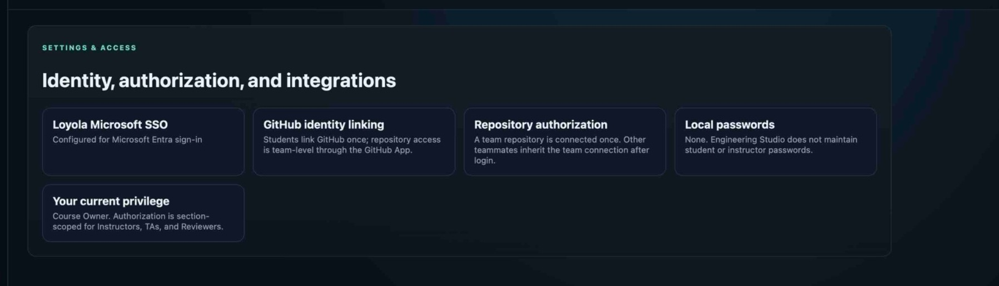 SETTINGS & ACCESS
Identity, authorization, and integrations
Loyola Microsoft SSO
Configured for Microsoft Entra sign-in
GitHub identity linking
Students link GitHub once; repository access
is team-level through the GitHub App.
Repository authorization
A team repository is connected once. Other
teammates inherit the team connection after
login.
Local passwords
None. Engineering Studio does not maintain
student or instructor passwords.
Your current privilege
Course Owner. Authorization is section-
scoped for Instructors, TAs, and Reviewers.